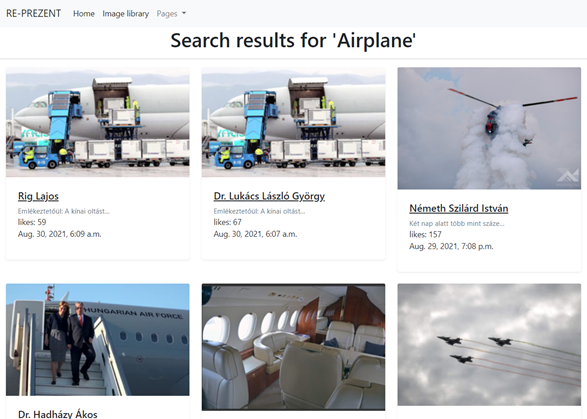 RE-PREZENT Home Image library Pages
Search results for 'Airplane'
Rig Lajos
Emlékeztetőül: A kínai oltást...
likes: 59
Aug. 30, 2021, 6:09 a.m.
Dr. Lukács László György
Emlékeztetőül: A kínai oltást...
likes: 67
Aug. 30, 2021, 6:07 a.m.
Németh Szilárd István
Két nap alatt több mint száze...
likes: 157
Aug. 29, 2021, 7:08 p.m.
HUNGARIAN AIR FORCE
Dr. Hadházy Ákos